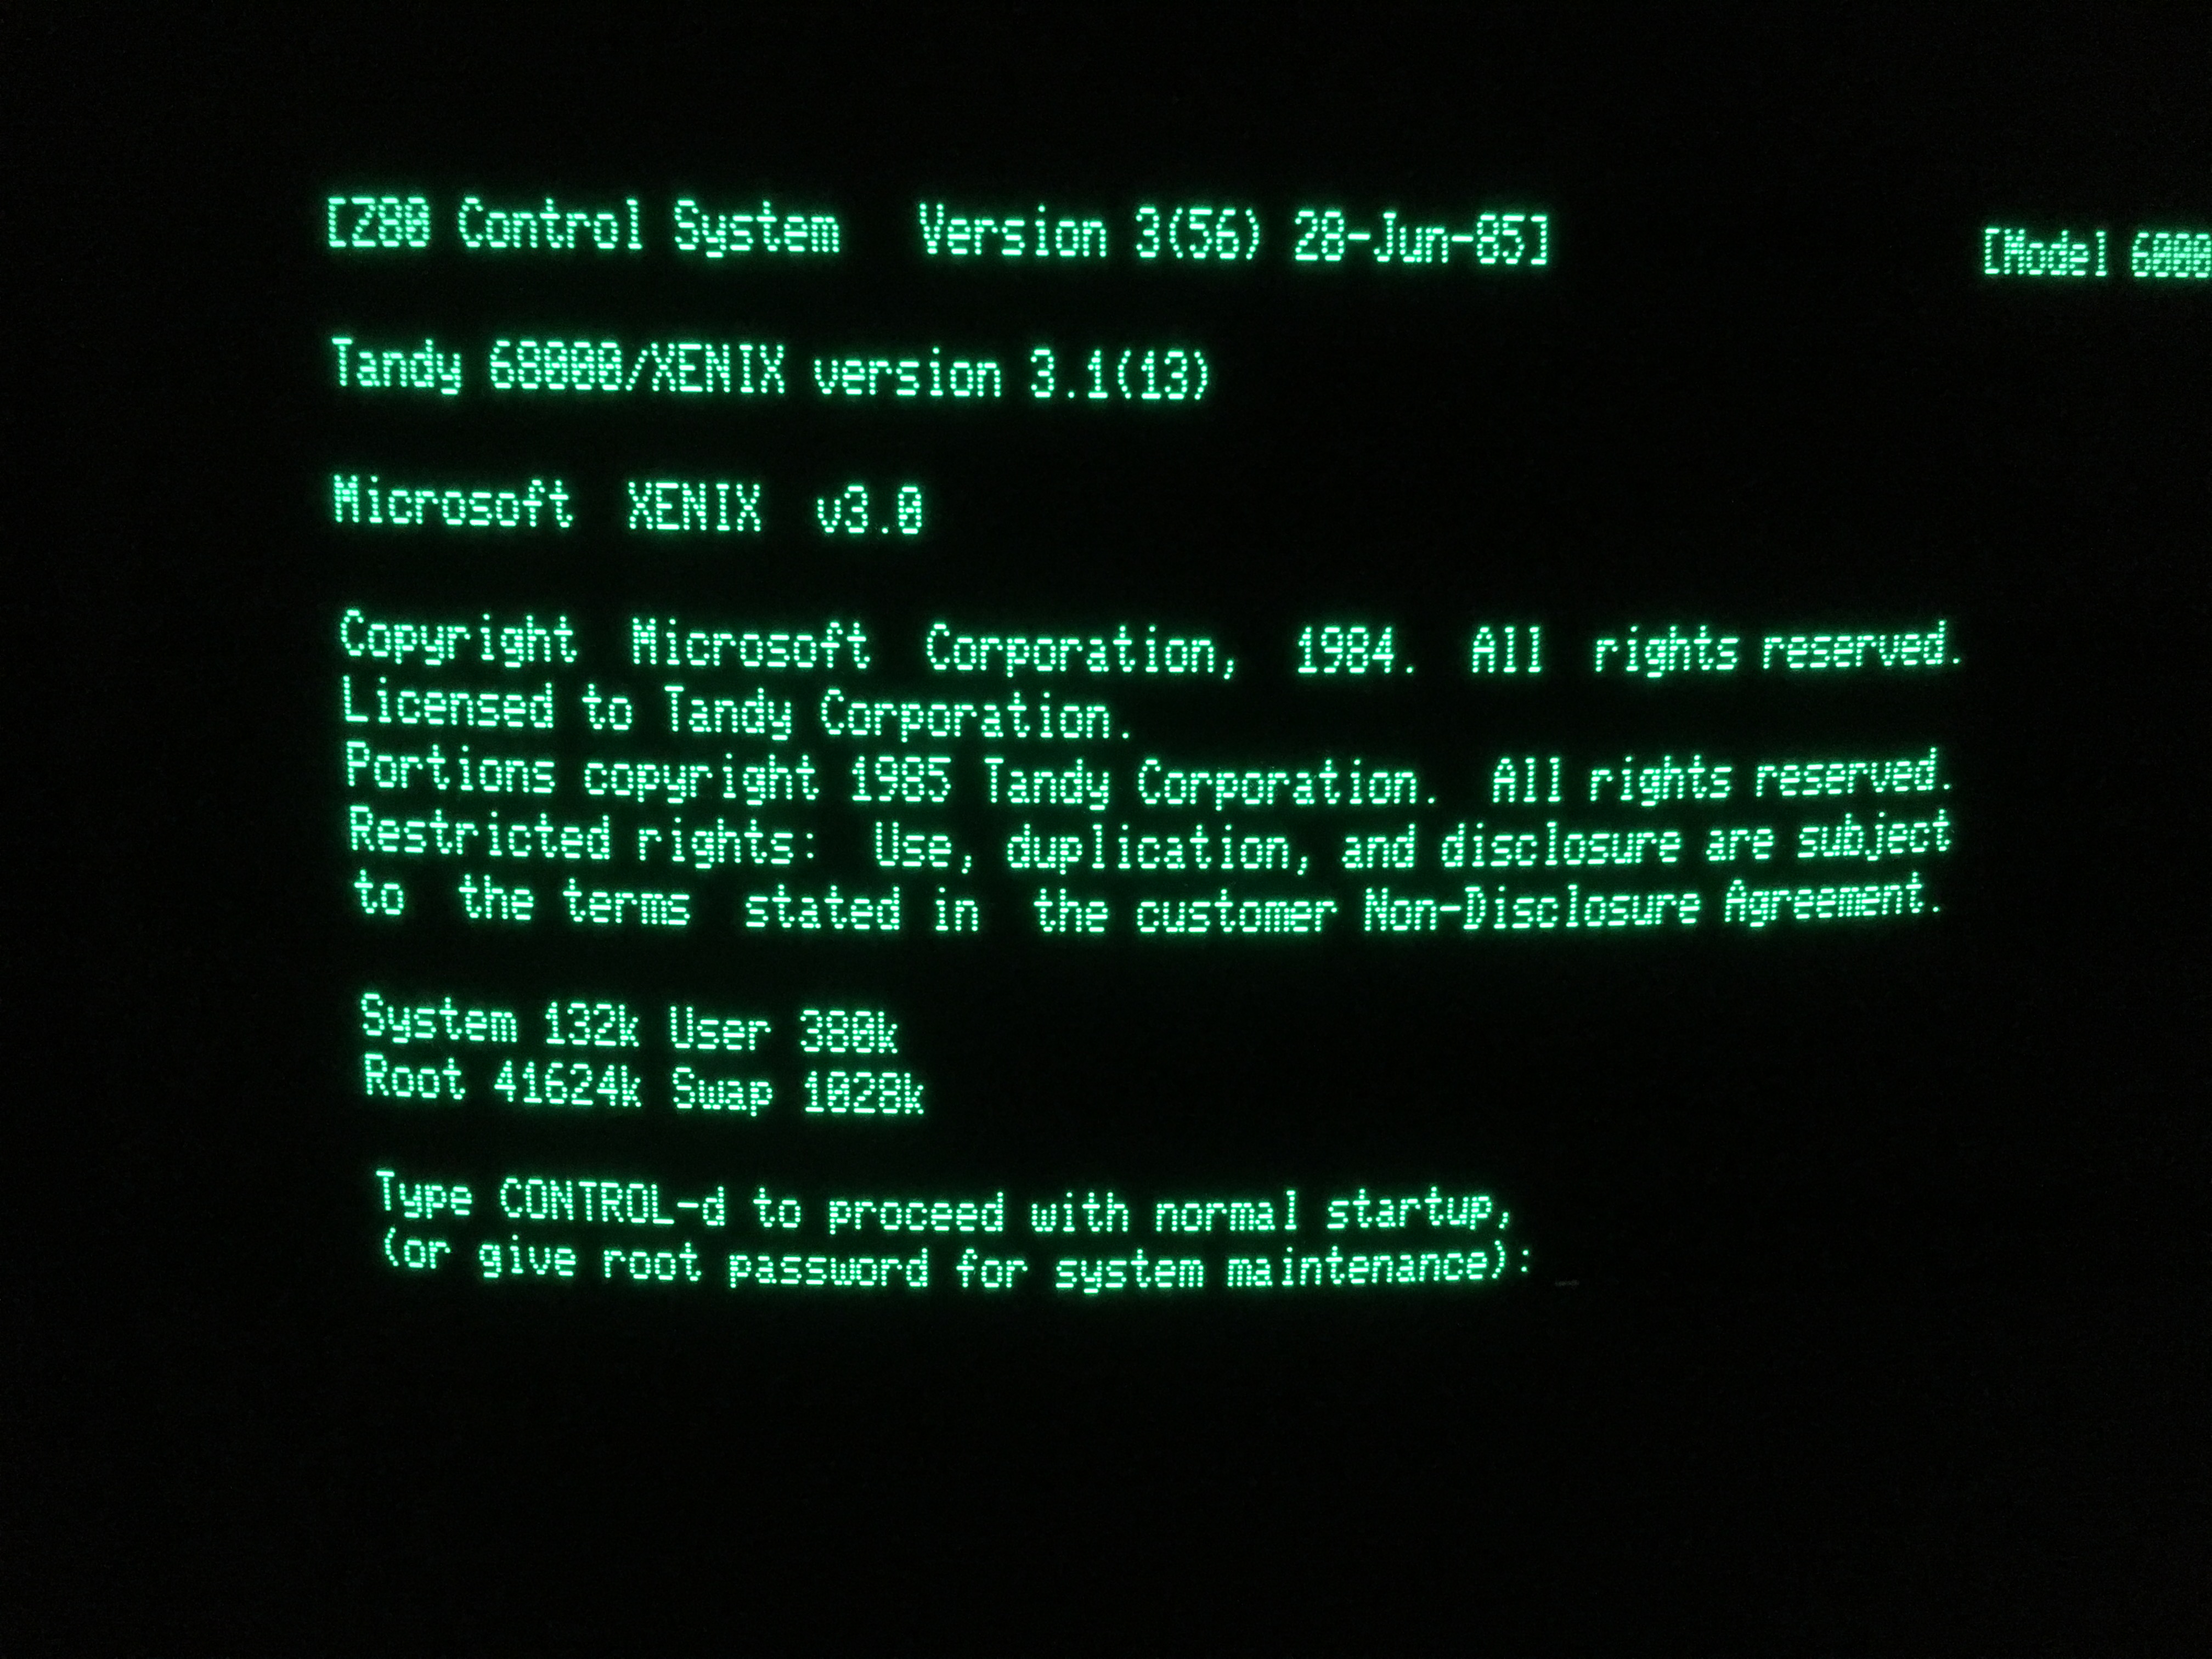 [Z80 Control System   Version 3(56) 28-Jun-85]                [Model 6000
Tandy 68000/XENIX version 3.1(13)
Microsoft  XENIX  v3.0
Copyright  Microsoft  Corporation,  1984.  All  rights reserved.
Licensed to Tandy Corporation.
Portions copyright 1985 Tandy Corporation.  All rights reserved.
Restricted rights:  Use, duplication, and disclosure are subject
to  the terms  stated in  the customer Non-Disclosure Agreement.
System 132k User 380k
Root 41624k Swap 1028k
Type CONTROL-d to proceed with normal startup,
(or give root password for system maintenance): _